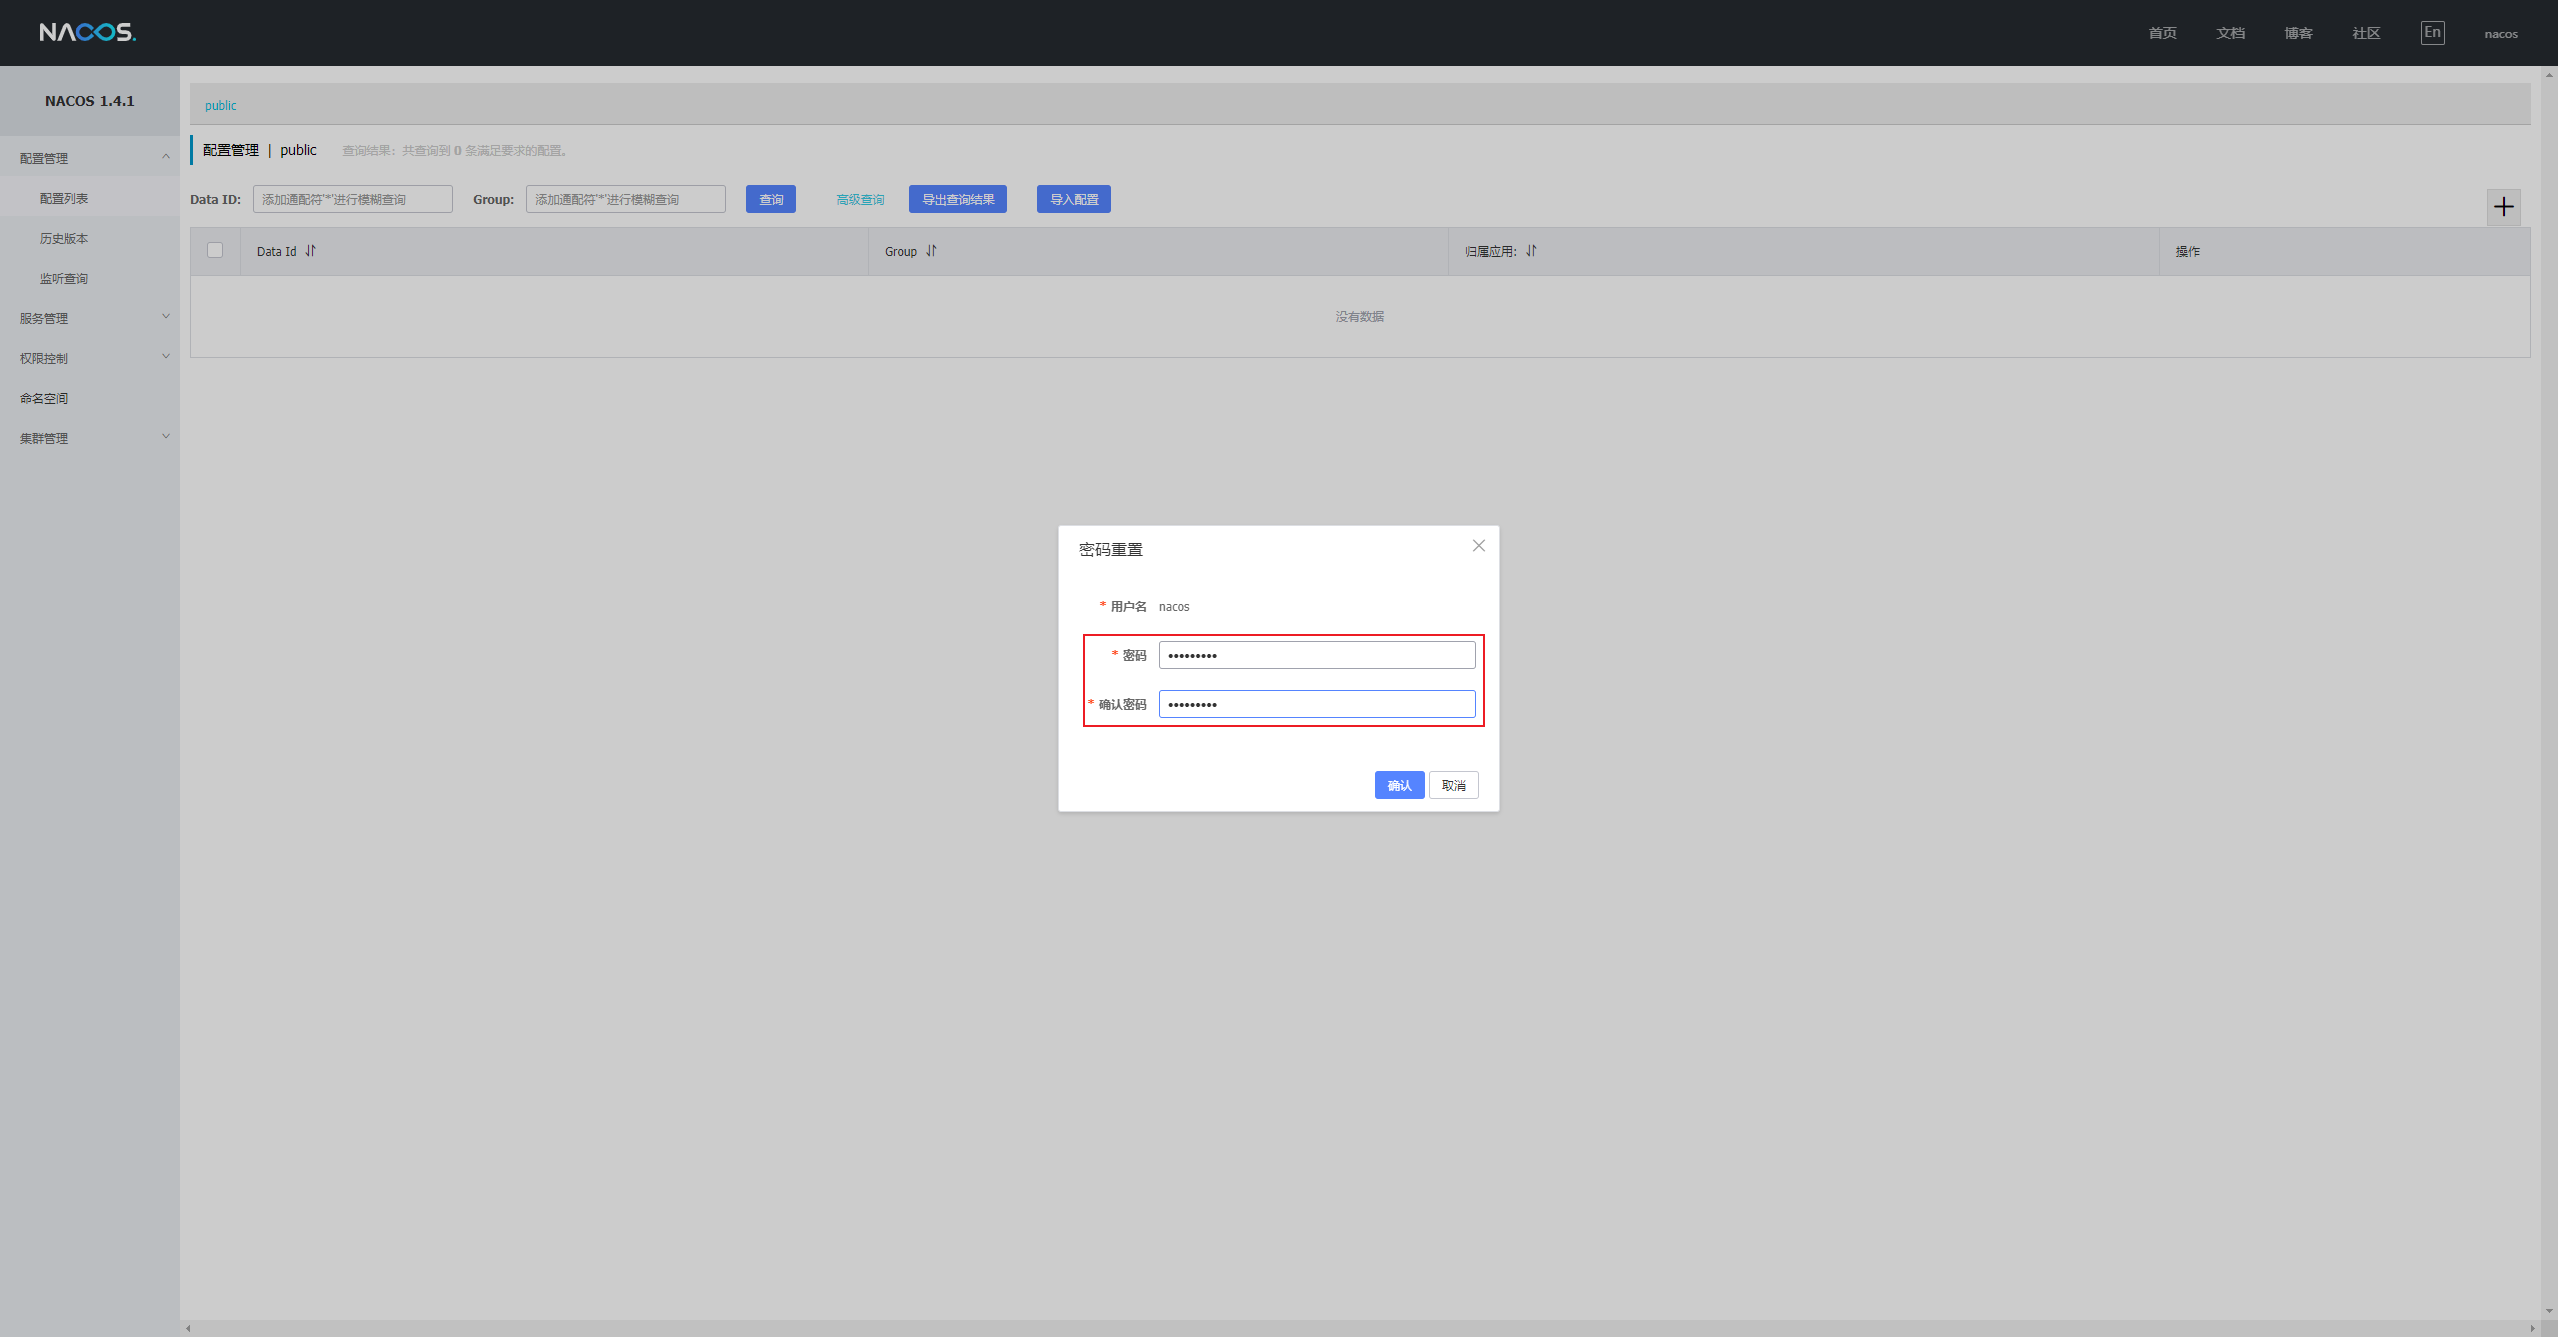 NACOS.
首页 文档 博客 社区 En nacos
NACOS 1.4.1
配置管理
配置列表
历史版本
监听查询
服务管理
权限控制
命名空间
集群管理
public
配置管理 | public 查询结果：共查询到 0 条满足要求的配置。
Data ID: 添加通配符'*'进行模糊查询 Group: 添加通配符'*'进行模糊查询 查询 高级查询 导出查询结果 导入配置
Data Id Group 归属应用: 操作
没有数据
密码重置
* 用户名 nacos
* 密码 •••••••••
* 确认密码 •••••••••
确认 取消